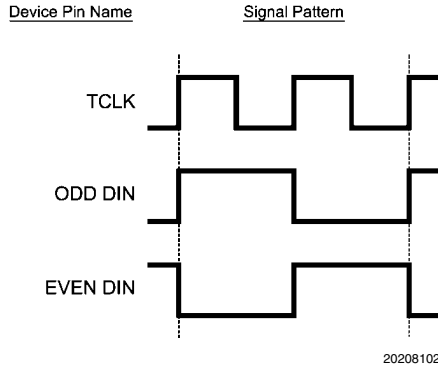 Device Pin Name Signal Pattern
TCLK
ODD DIN
EVEN DIN
20208102